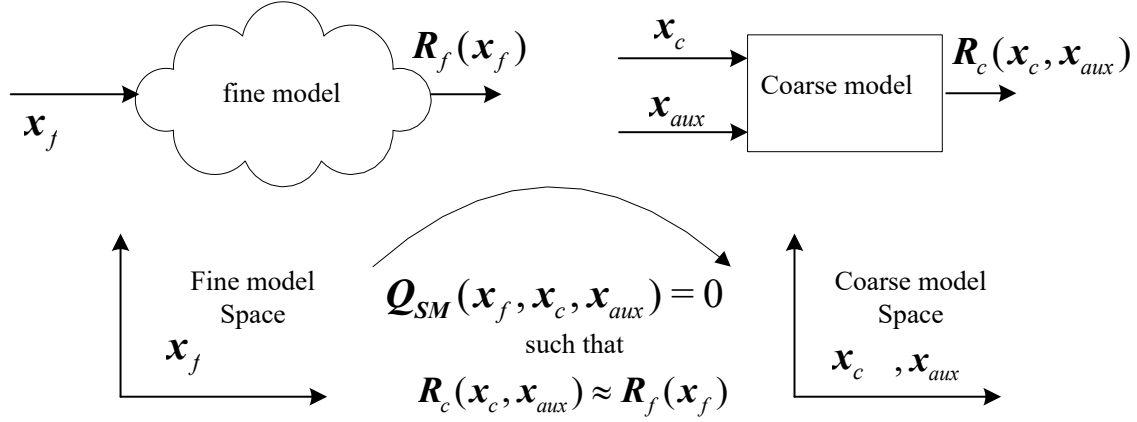 R_f(x_f)
fine model
x_f
x_c
x_aux
Coarse model
R_c(x_c, x_aux)
Fine model
Space
x_f
Q_SM(x_f, x_c, x_aux) = 0
such that
R_c(x_c, x_aux) ≈ R_f(x_f)
Coarse model
Space
x_c , x_aux